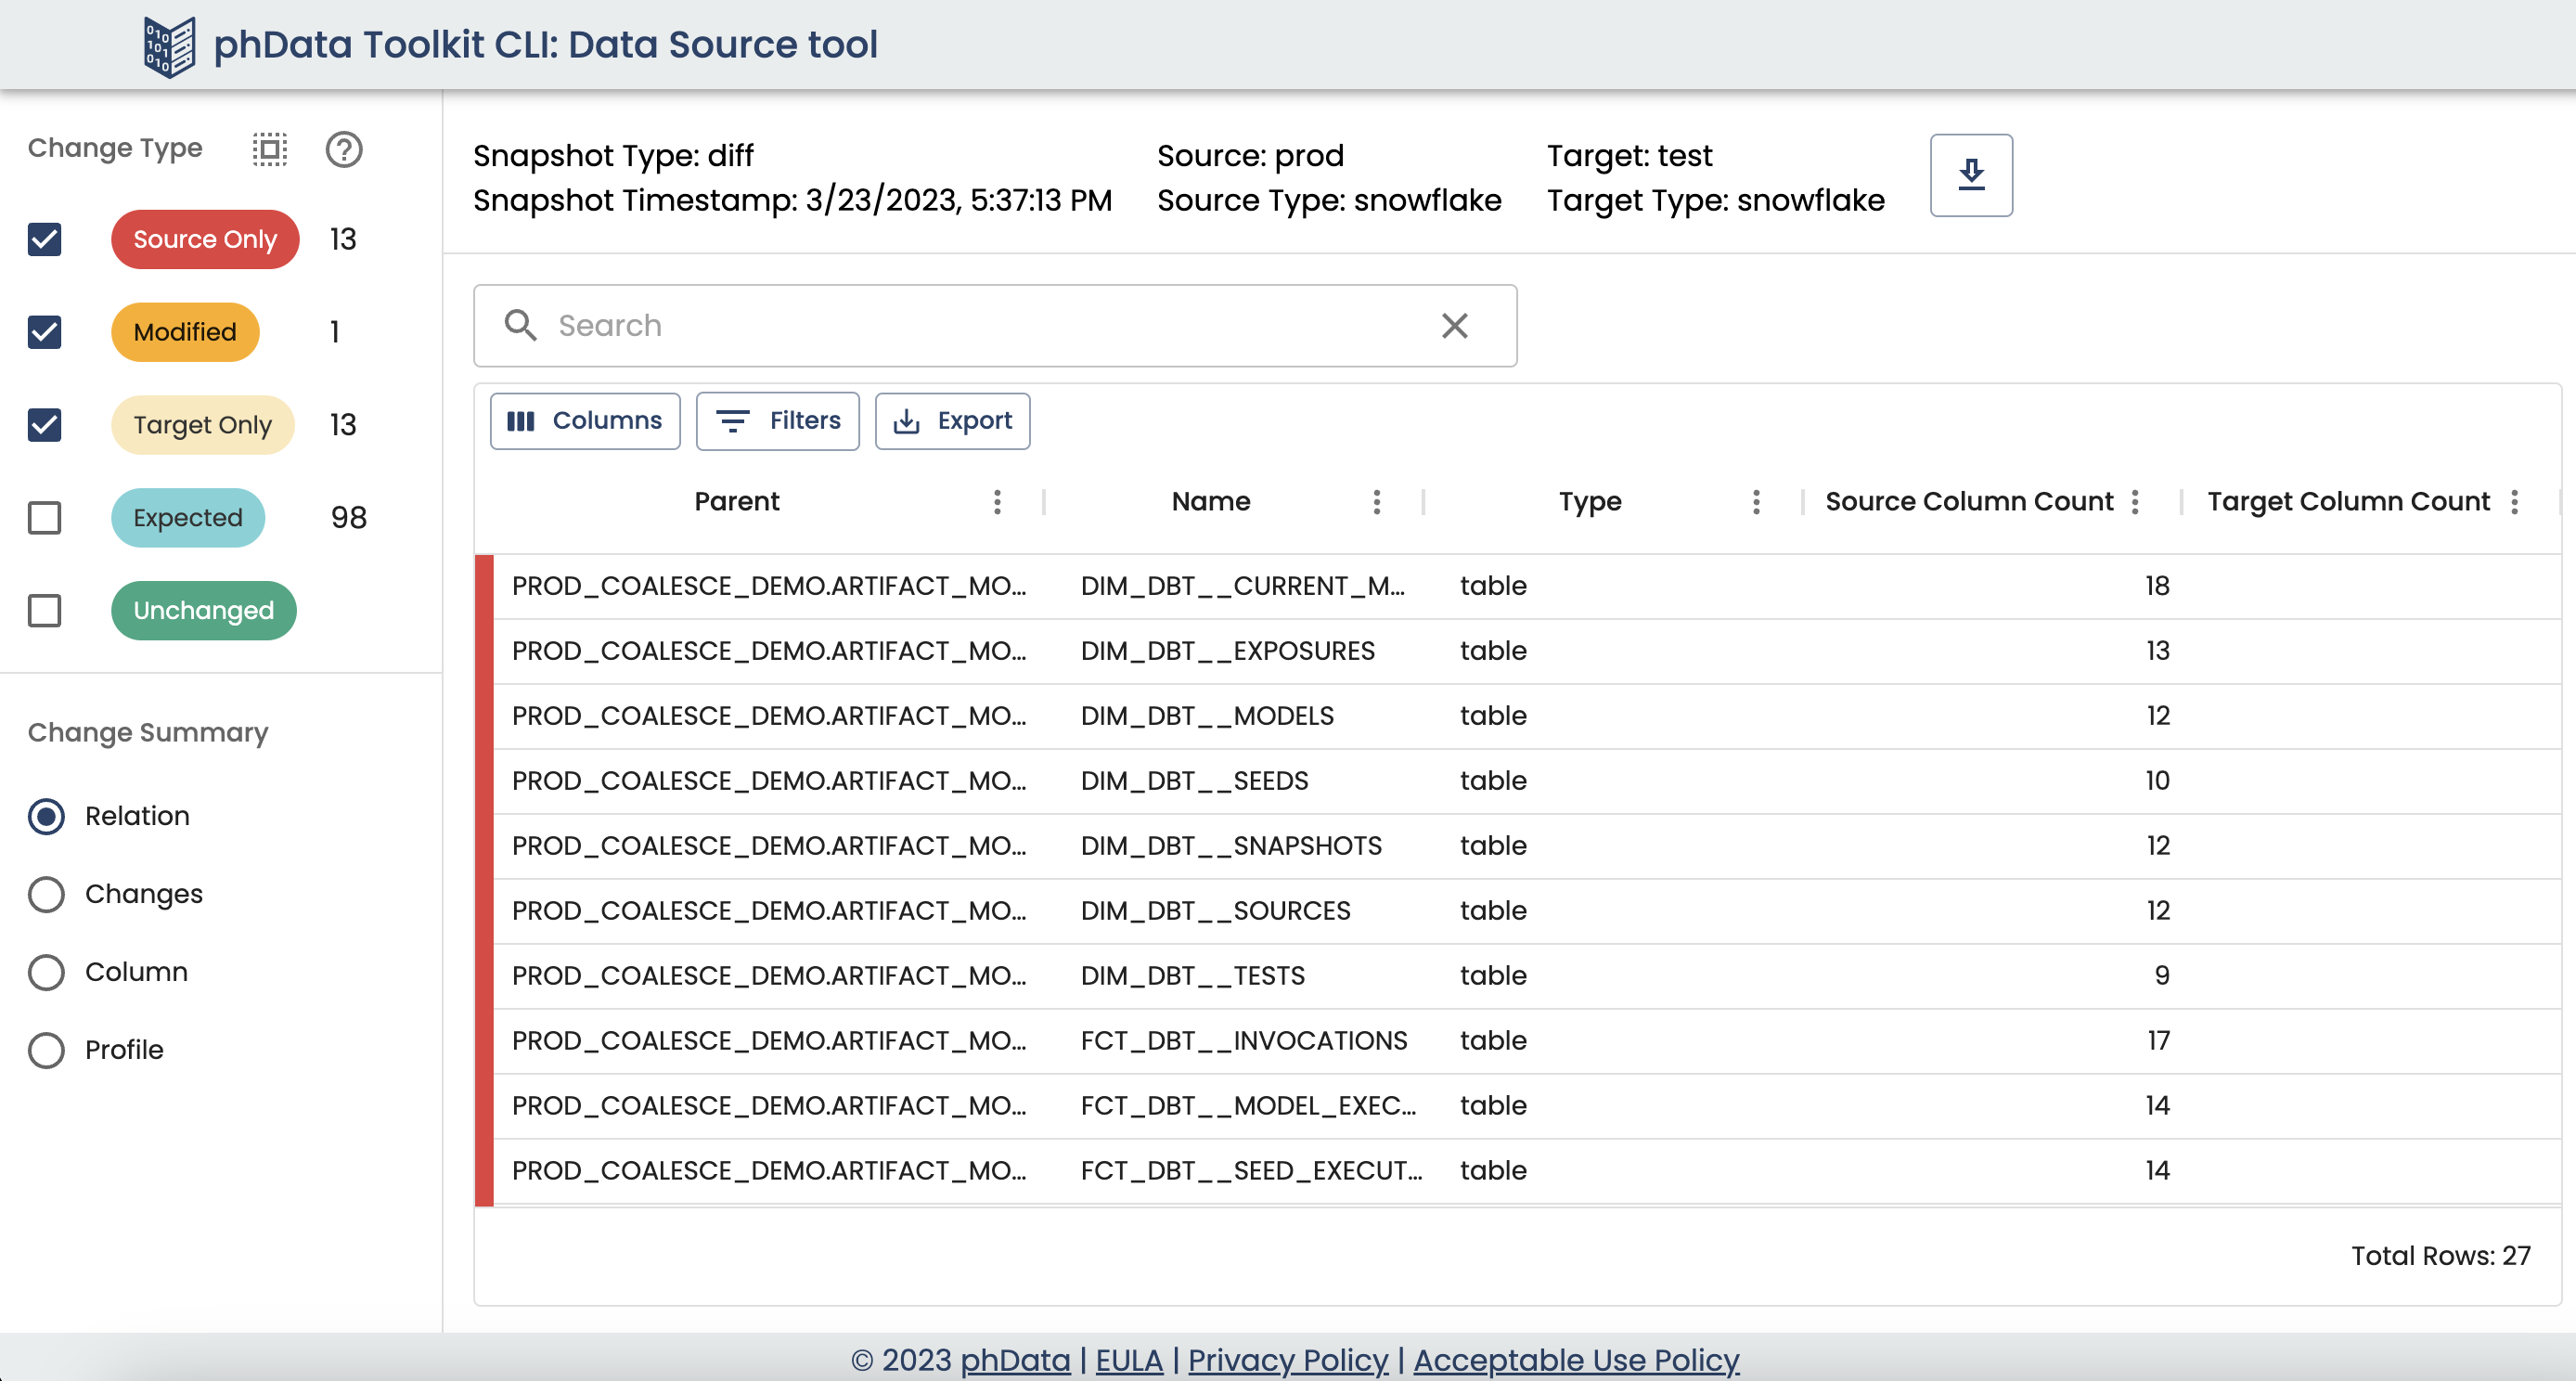 phData Toolkit CLI: Data Source tool
Change Type
Source Only 13
Modified 1
Target Only 13
Expected 98
Unchanged
Change Summary
Relation
Changes
Column
Profile
Snapshot Type: diff
Snapshot Timestamp: 3/23/2023, 5:37:13 PM
Source: prod
Source Type: snowflake
Target: test
Target Type: snowflake
Search
Columns Filters Export
Parent Name Type Source Column Count Target Column Count
PROD_COALESCE_DEMO.ARTIFACT_MO... DIM_DBT__CURRENT_M... table 18
PROD_COALESCE_DEMO.ARTIFACT_MO... DIM_DBT__EXPOSURES table 13
PROD_COALESCE_DEMO.ARTIFACT_MO... DIM_DBT__MODELS table 12
PROD_COALESCE_DEMO.ARTIFACT_MO... DIM_DBT__SEEDS table 10
PROD_COALESCE_DEMO.ARTIFACT_MO... DIM_DBT__SNAPSHOTS table 12
PROD_COALESCE_DEMO.ARTIFACT_MO... DIM_DBT__SOURCES table 12
PROD_COALESCE_DEMO.ARTIFACT_MO... DIM_DBT__TESTS table 9
PROD_COALESCE_DEMO.ARTIFACT_MO... FCT_DBT__INVOCATIONS table 17
PROD_COALESCE_DEMO.ARTIFACT_MO... FCT_DBT__MODEL_EXEC... table 14
PROD_COALESCE_DEMO.ARTIFACT_MO... FCT_DBT__SEED_EXECUT... table 14
Total Rows: 27
© 2023 phData | EULA | Privacy Policy | Acceptable Use Policy